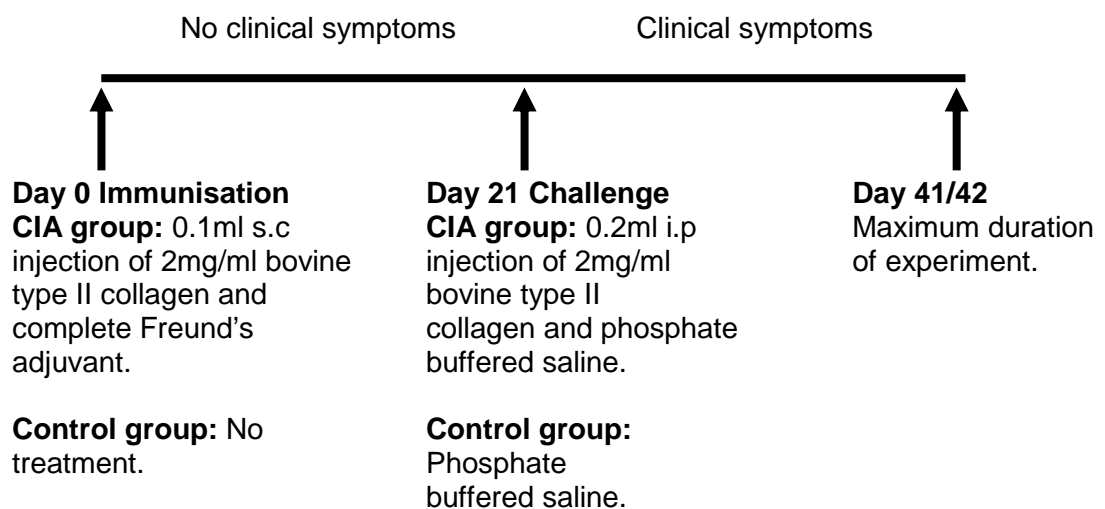 No clinical symptoms
Clinical symptoms
Day 0 Immunisation
CIA group: 0.1ml s.c
injection of 2mg/ml bovine
type II collagen and
complete Freund's
adjuvant.
Control group: No
treatment.
Day 21 Challenge
CIA group: 0.2ml i.p
injection of 2mg/ml
bovine type II
collagen and phosphate
buffered saline.
Control group:
Phosphate
buffered saline.
Day 41/42
Maximum duration
of experiment.